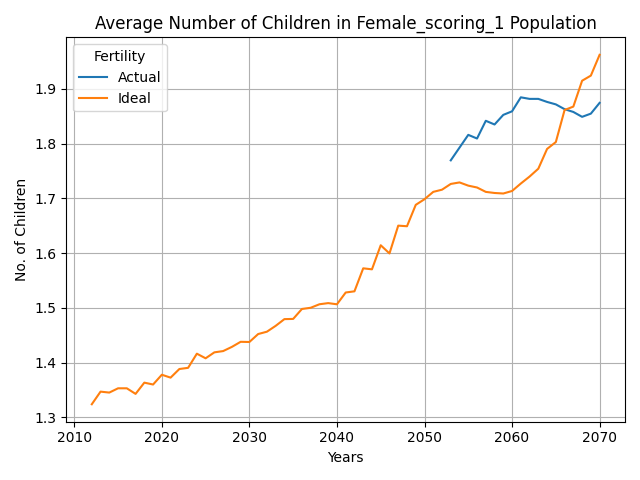 Average Number of Children in Female_scoring_1 Population
Fertility
Actual
Ideal
No. of Children
1.9
1.8
1.7
1.6
1.5
1.4
1.3
2010 2020 2030 2040 2050 2060 2070
Years